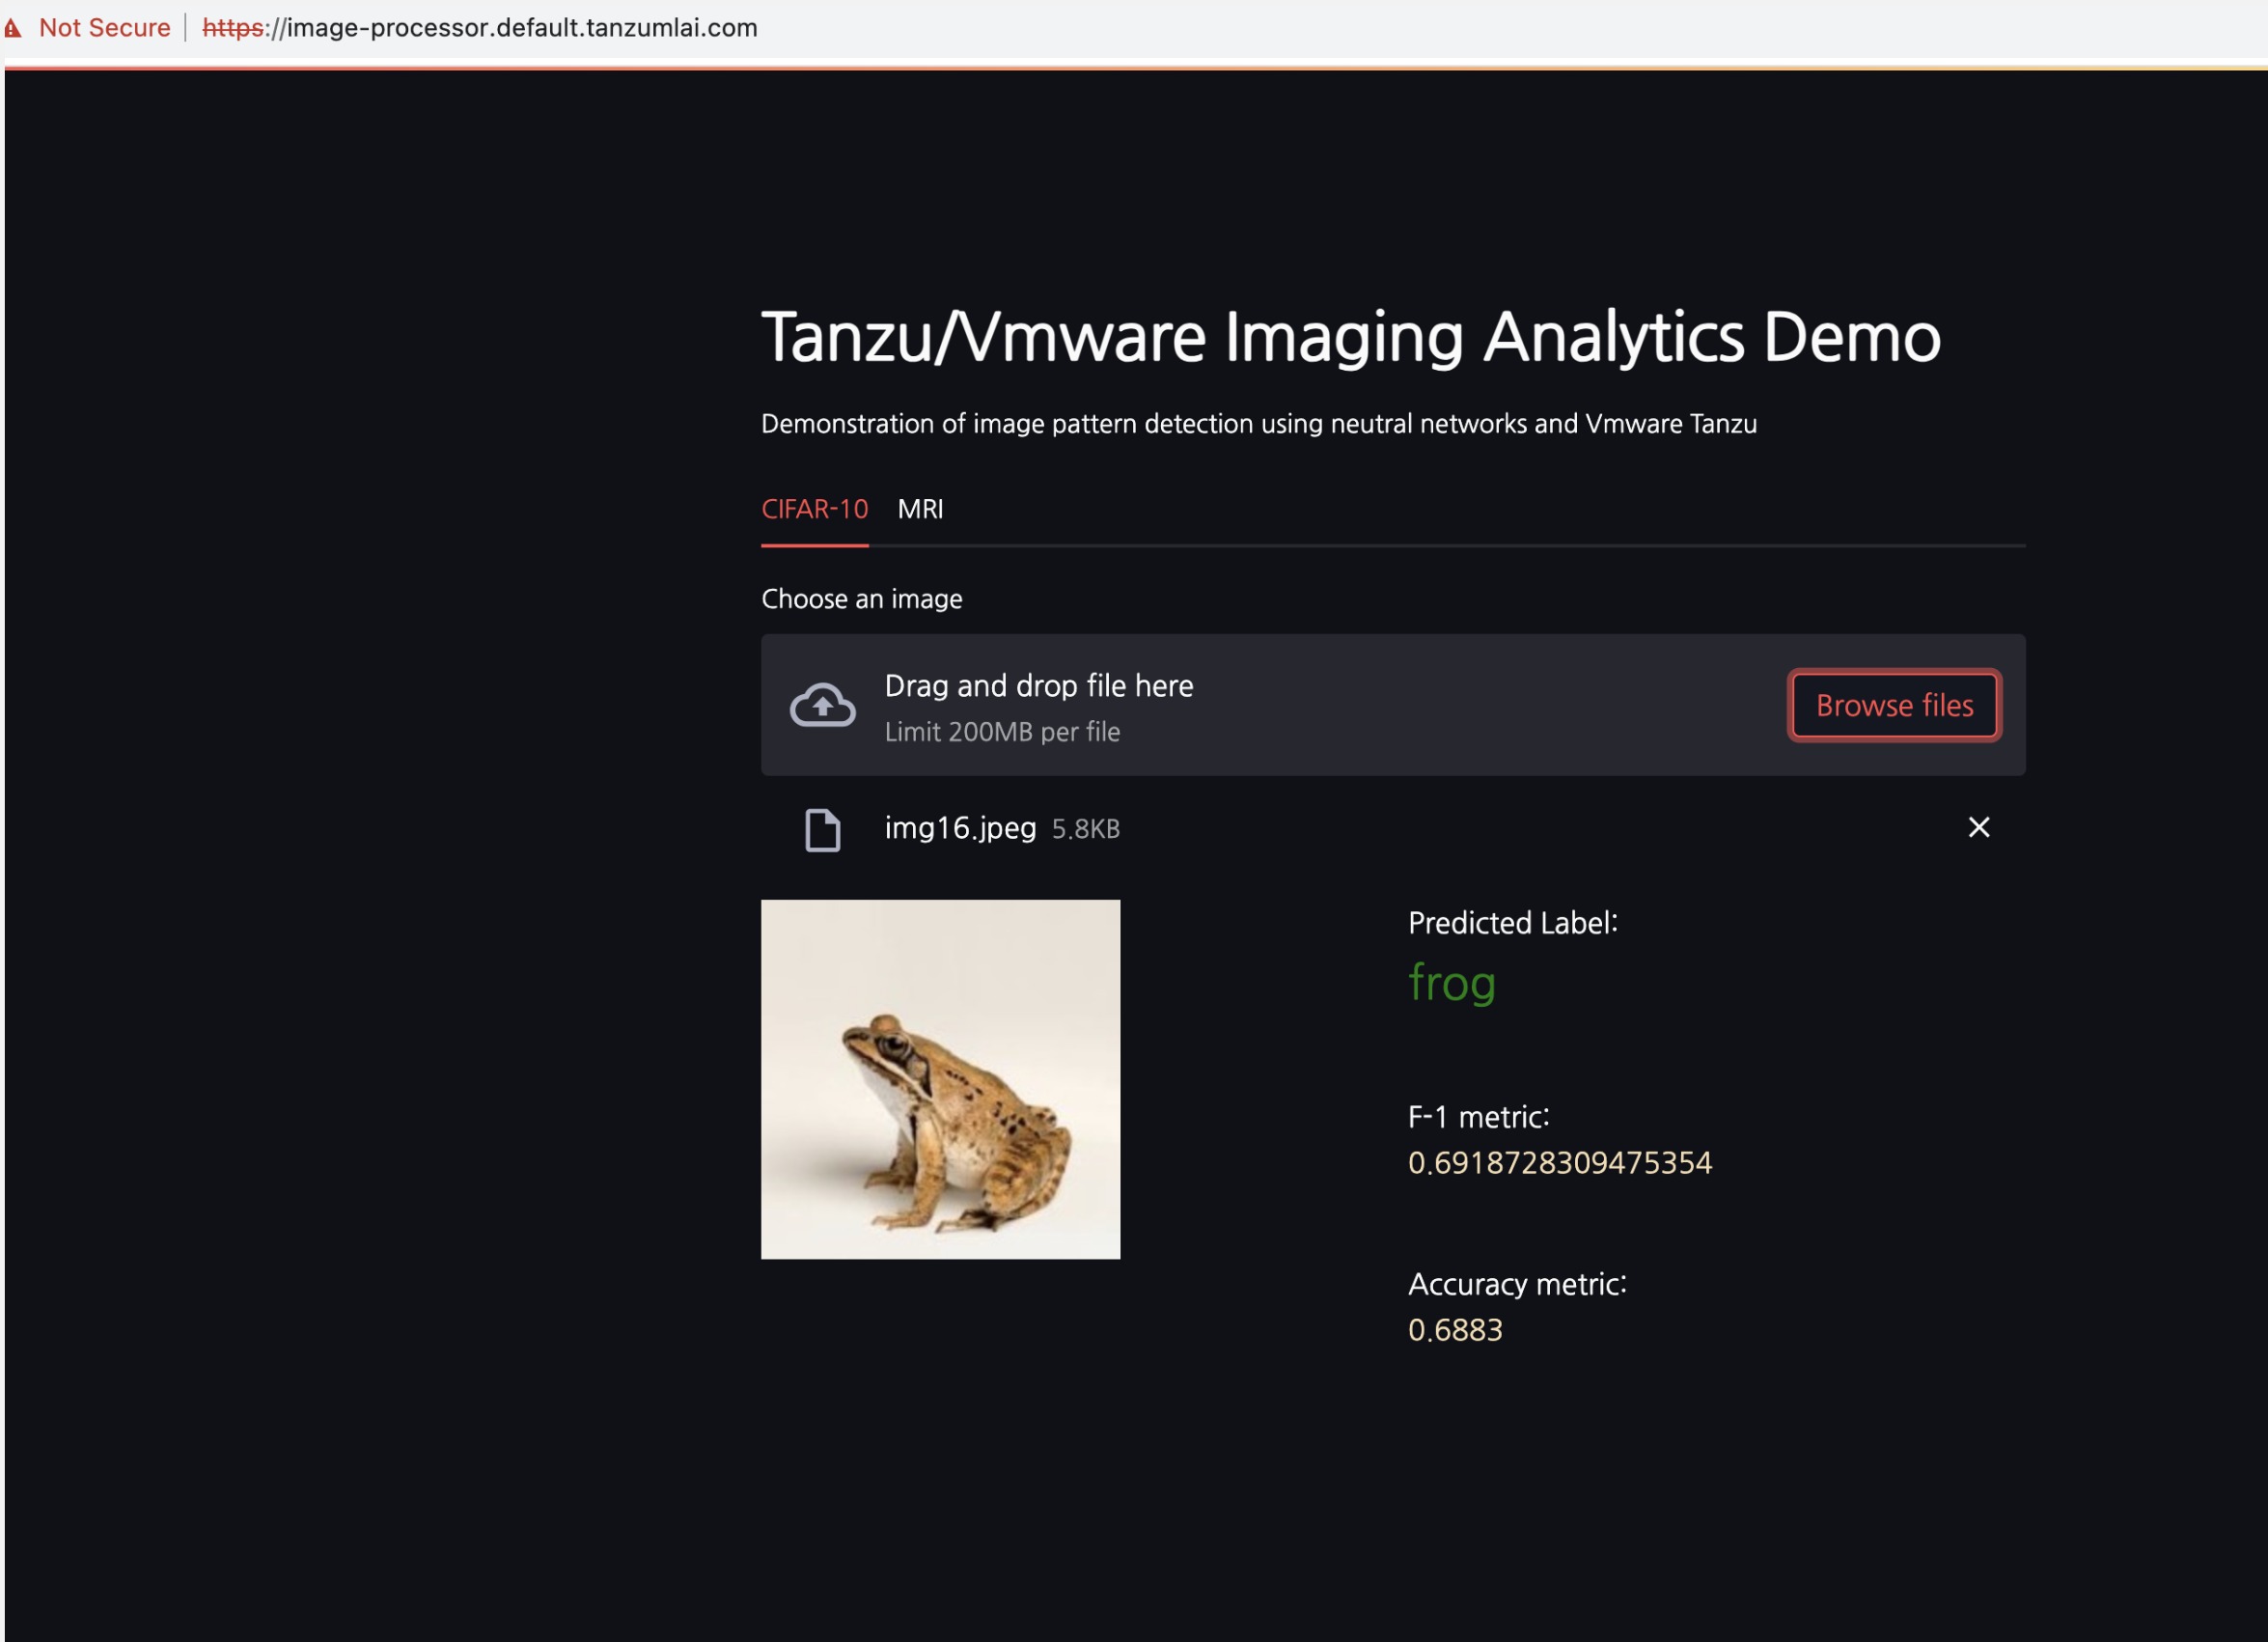 Not Secure | https://image-processor.default.tanzumlai.com
Tanzu/Vmware Imaging Analytics Demo
Demonstration of image pattern detection using neutral networks and Vmware Tanzu
CIFAR-10 MRI
Choose an image
Drag and drop file here
Limit 200MB per file
Browse files
img16.jpeg 5.8KB
Predicted Label:
frog
F-1 metric:
0.6918728309475354
Accuracy metric:
0.6883